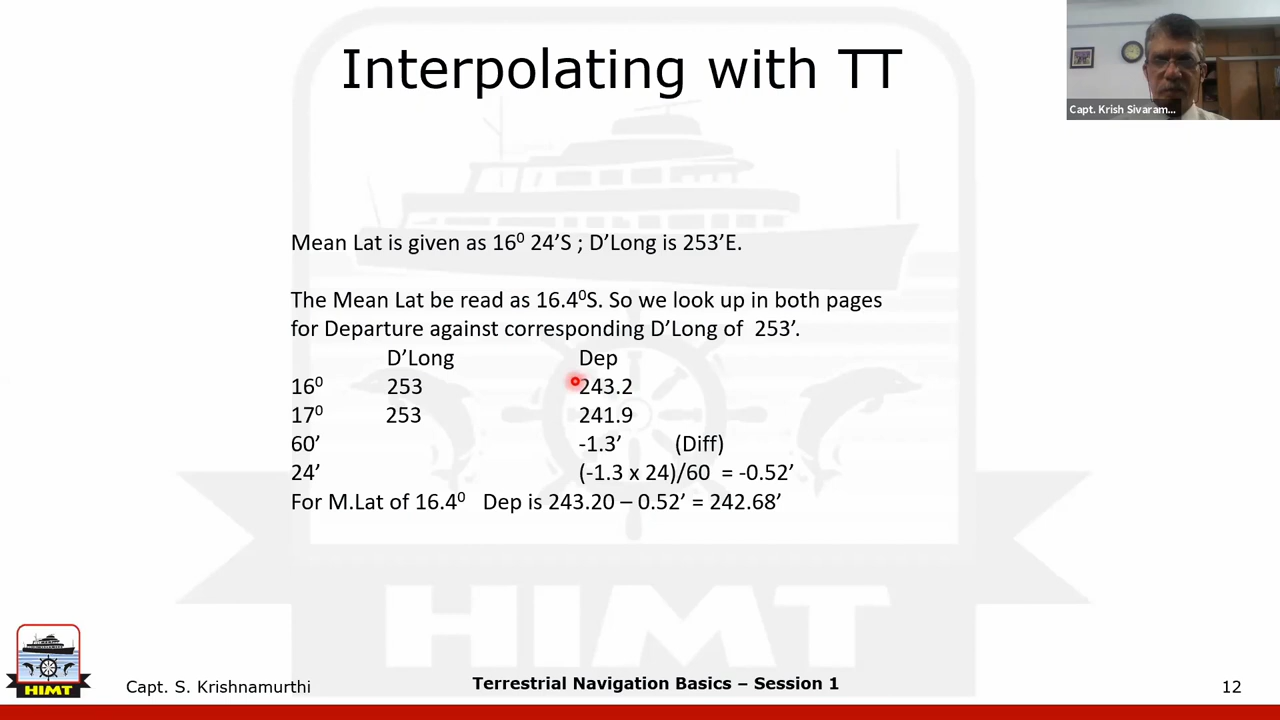 Interpolating with TT
Capt. Krish Sivaram...
Mean Lat is given as 16⁰ 24’S ; D’Long is 253’E.
The Mean Lat be read as 16.4⁰S. So we look up in both pages
for Departure against corresponding D’Long of 253’.
D’Long Dep
16⁰ 253 243.2
17⁰ 253 241.9
60’ -1.3’ (Diff)
24’ (-1.3 x 24)/60 = -0.52’
For M.Lat of 16.4⁰ Dep is 243.20 – 0.52’ = 242.68’
HIMT
HIMT
Capt. S. Krishnamurthi
Terrestrial Navigation Basics – Session 1
12